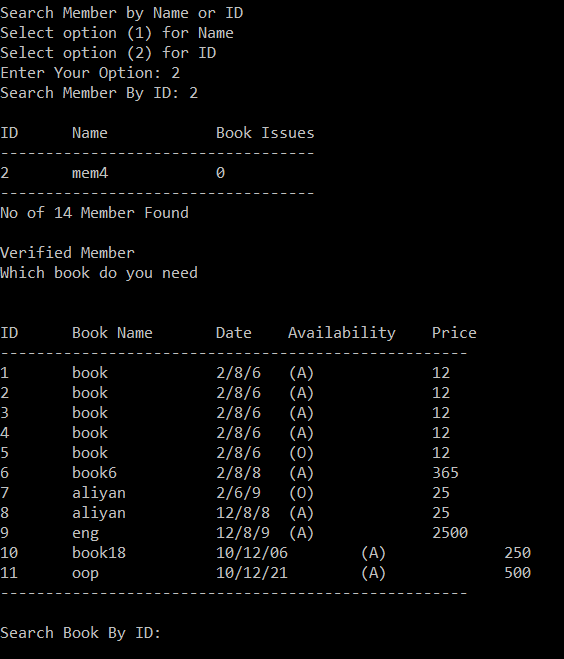 Search Member by Name or ID
Select option (1) for Name
Select option (2) for ID
Enter Your Option: 2
Search Member By ID: 2
ID Name Book Issues
-----------------------------------
2 mem4 0
-----------------------------------
No of 14 Member Found
Verified Member
Which book do you need
ID Book Name Date Availability Price
----------------------------------------------------
1 book 2/8/6 (A) 12
2 book 2/8/6 (A) 12
3 book 2/8/6 (A) 12
4 book 2/8/6 (A) 12
5 book 2/8/6 (O) 12
6 book6 2/8/8 (A) 365
7 aliyan 2/6/9 (O) 25
8 aliyan 12/8/8 (A) 25
9 eng 12/8/9 (A) 2500
10 book18 10/12/06 (A) 250
11 oop 10/12/21 (A) 500
----------------------------------------------------
Search Book By ID: